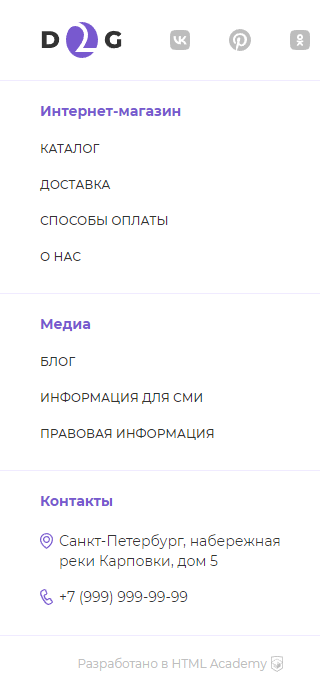 D2G
Интернет-магазин
КАТАЛОГ
ДОСТАВКА
СПОСОБЫ ОПЛАТЫ
О НАС
Медиа
БЛОГ
ИНФОРМАЦИЯ ДЛЯ СМИ
ПРАВОВАЯ ИНФОРМАЦИЯ
Контакты
Санкт-Петербург, набережная
реки Карповки, дом 5
+7 (999) 999-99-99
Разработано в HTML Academy